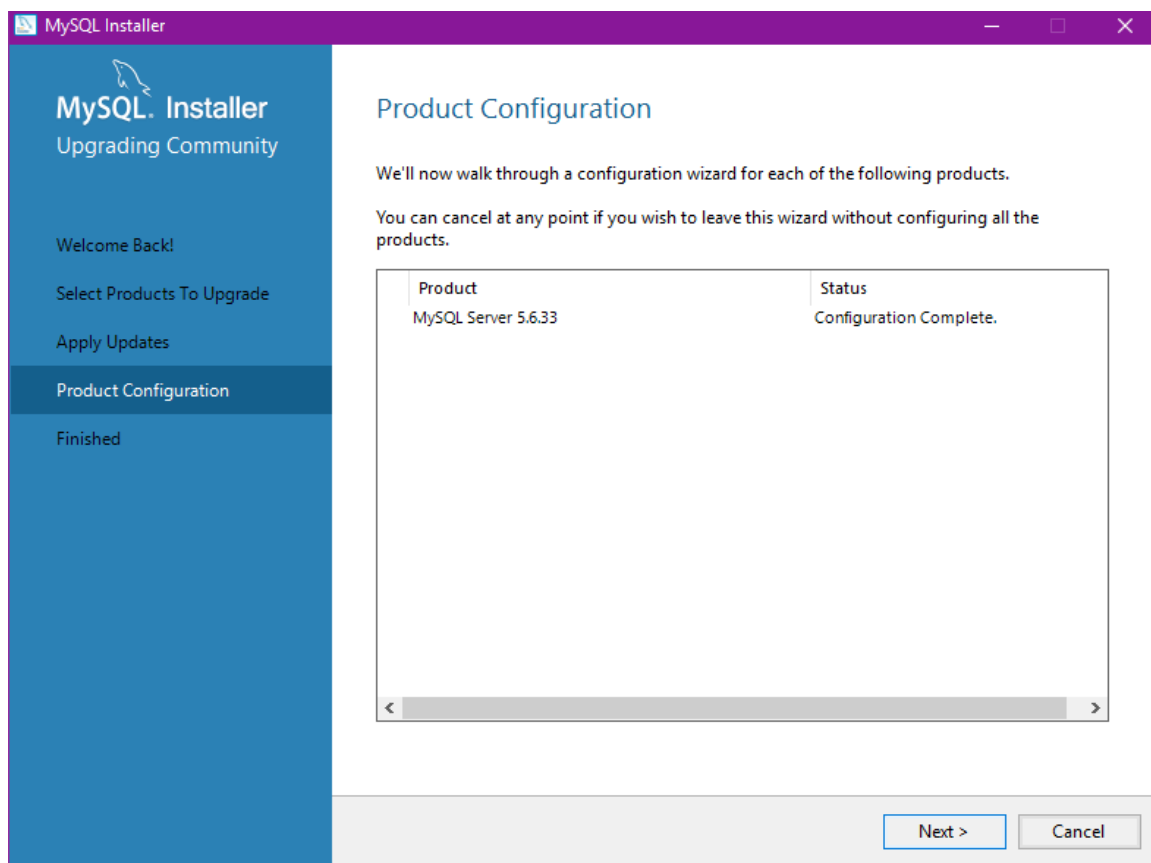 MySQL Installer
MySQL. Installer
Upgrading Community
Welcome Back!
Select Products To Upgrade
Apply Updates
Product Configuration
Finished
Product Configuration
We'll now walk through a configuration wizard for each of the following products.
You can cancel at any point if you wish to leave this wizard without configuring all the
products.
Product Status
MySQL Server 5.6.33 Configuration Complete.
Next > Cancel